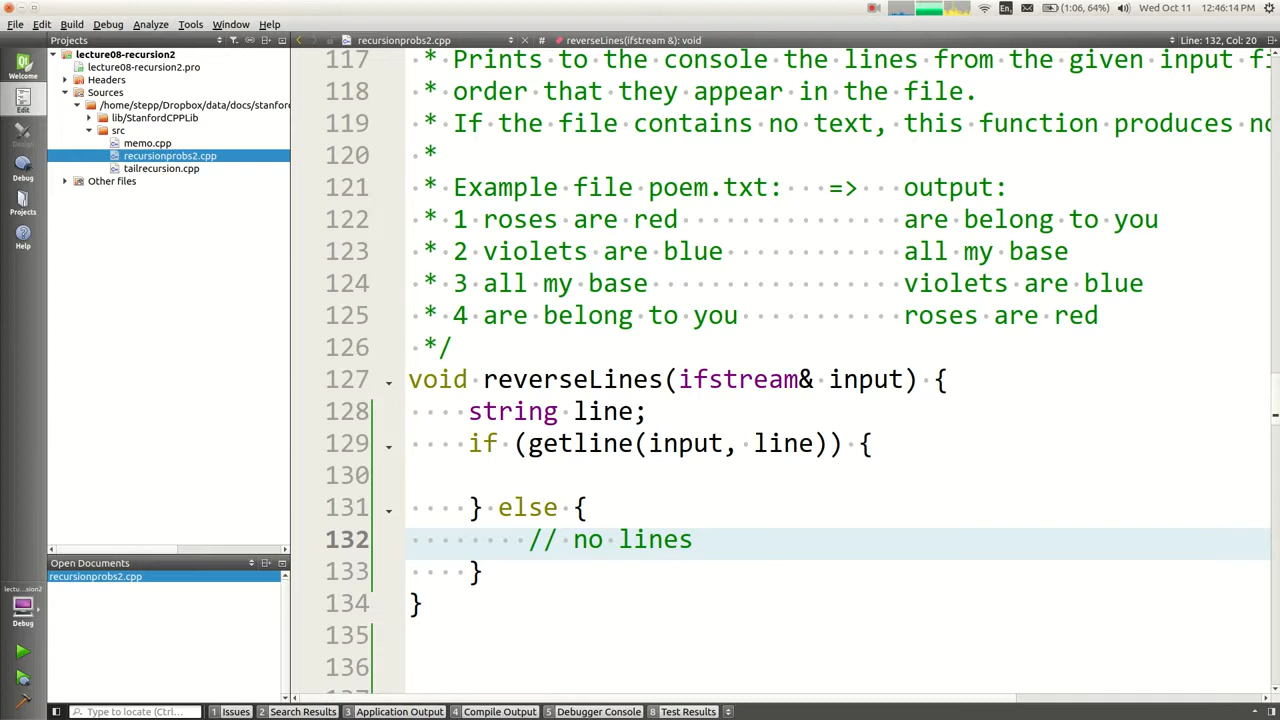 (1:06, 64%) Wed Oct 11 12:46:14 PM
File Edit Build Debug Analyze Tools Window Help
Projects
recursionprobs2.cpp # reverseLines(ifstream &): void Line: 132, Col: 20
Welcome
Edit
Design
Debug
Projects
Help
lectu...sion2
Debug
lecture08-recursion2
lecture08-recursion2.pro
Headers
Sources
/home/stepp/Dropbox/data/docs/stanford
lib/StanfordCPPLib
src
memo.cpp
recursionprobs2.cpp
tailrecursion.cpp
Other files
Open Documents
recursionprobs2.cpp
117 * Prints to the console the lines from the given input fi
118 * order that they appear in the file.
119 * If the file contains no text, this function produces no
120 *
121 * Example file poem.txt: => output:
122 * 1 roses are red are belong to you
123 * 2 violets are blue all my base
124 * 3 all my base violets are blue
125 * 4 are belong to you roses are red
126 */
127 void reverseLines(ifstream& input) {
128 string line;
129 if (getline(input, line)) {
130
131 } else {
132 // no lines
133 }
134 }
135
136
137
Type to locate (Ctrl... 1 Issues 2 Search Results 3 Application Output 4 Compile Output 5 Debugger Console 8 Test Results